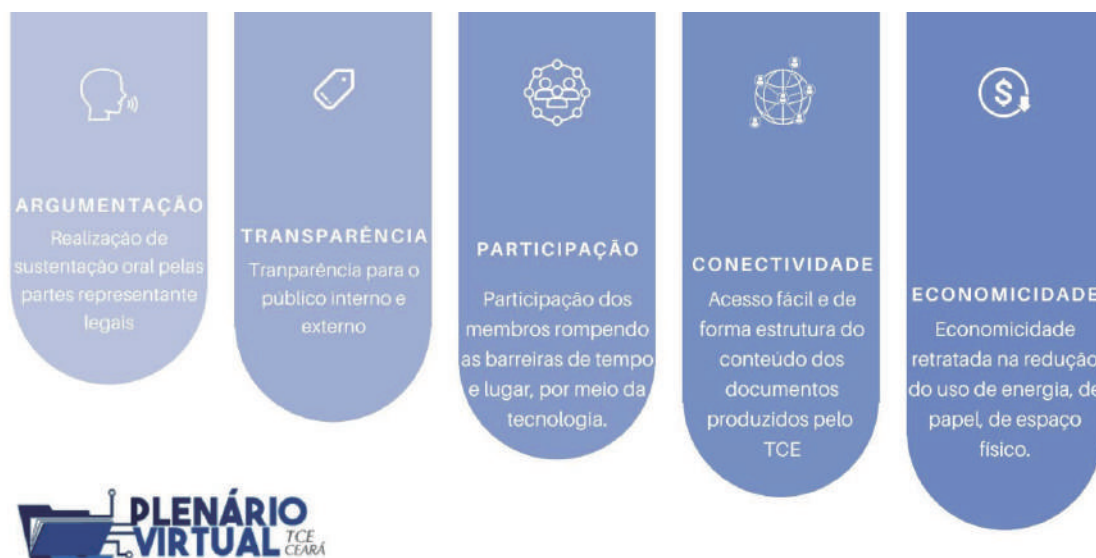 ARGUMENTAÇÃO
Realização de
sustentação oral pelas
partes representante
legais
TRANSPARÊNCIA
Tranparência para o
público interno e
externo
PARTICIPAÇÃO
Participação dos
membros rompendo
as barreiras de tempo
e lugar, por meio da
tecnologia.
CONECTIVIDADE
Acesso fácil e de
forma estrutura do
conteúdo dos
documentos
produzidos pelo
TCE
ECONOMICIDADE
Economicidade
retratada na redução
do uso de energia, de
papel, de espaço
físico.
PLENÁRIO
VIRTUAL TCE
CEARÁ